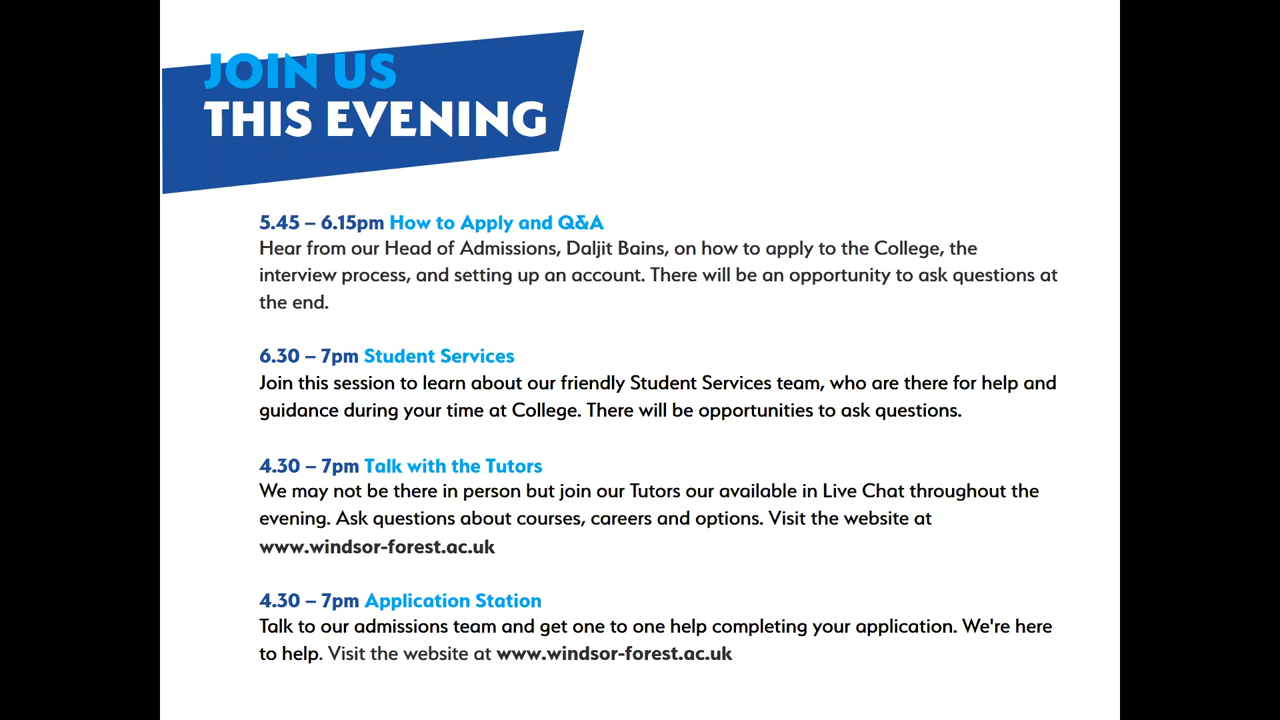 JOIN US
THIS EVENING
5.45 – 6.15pm How to Apply and Q&A
Hear from our Head of Admissions, Daljit Bains, on how to apply to the College, the
interview process, and setting up an account. There will be an opportunity to ask questions at
the end.
6.30 – 7pm Student Services
Join this session to learn about our friendly Student Services team, who are there for help and
guidance during your time at College. There will be opportunities to ask questions.
4.30 – 7pm Talk with the Tutors
We may not be there in person but join our Tutors our available in Live Chat throughout the
evening. Ask questions about courses, careers and options. Visit the website at
www.windsor-forest.ac.uk
4.30 – 7pm Application Station
Talk to our admissions team and get one to one help completing your application. We're here
to help. Visit the website at www.windsor-forest.ac.uk